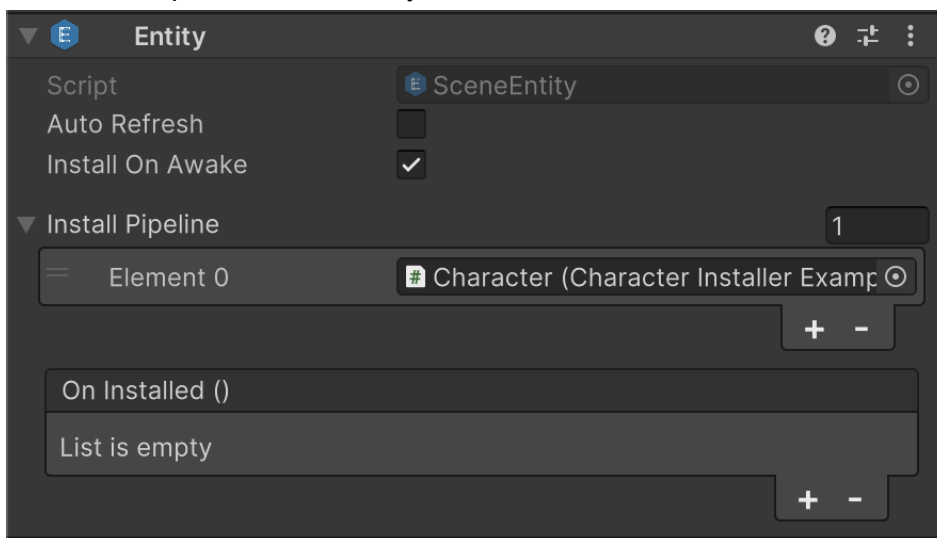 E Entity
Script E SceneEntity
Auto Refresh
Install On Awake
Install Pipeline 1
Element 0 # Character (Character Installer Examp
+ -
On Installed ()
List is empty
+ -